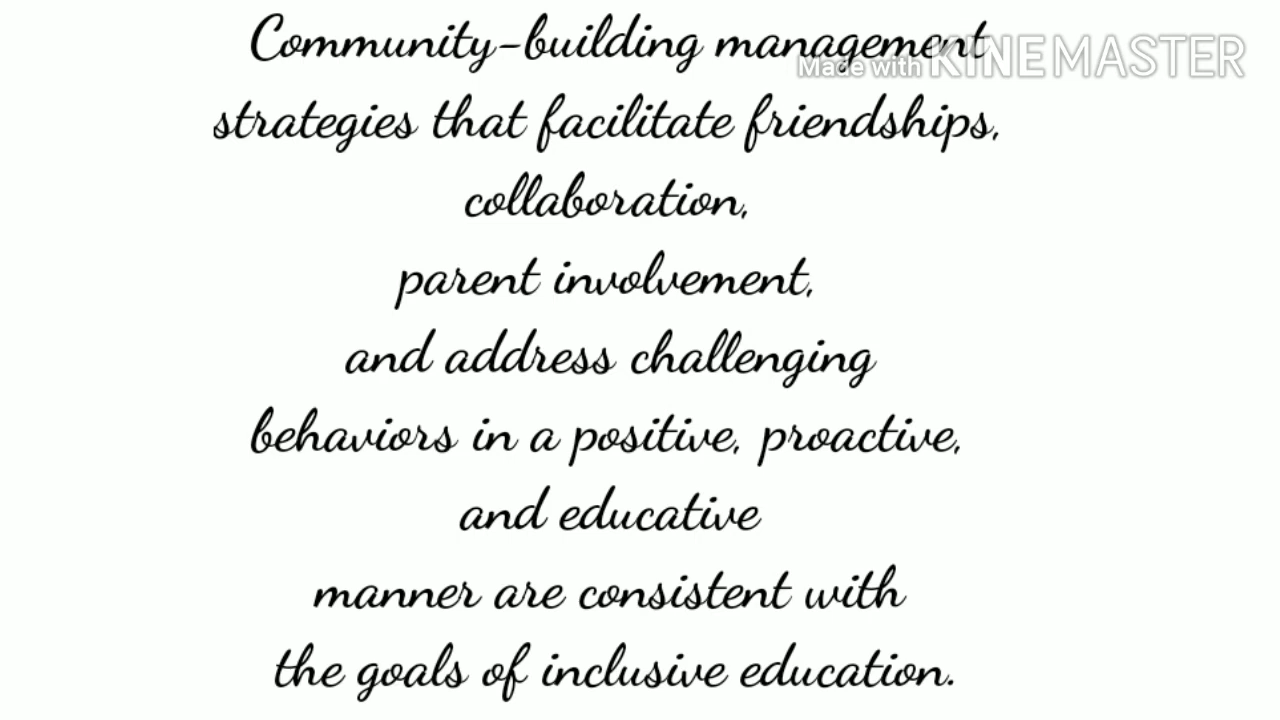 Community-building management
Made with KINEMASTER
strategies that facilitate friendships,
collaboration,
parent involvement,
and address challenging
behaviors in a positive, proactive,
and educative
manner are consistent with
the goals of inclusive education.